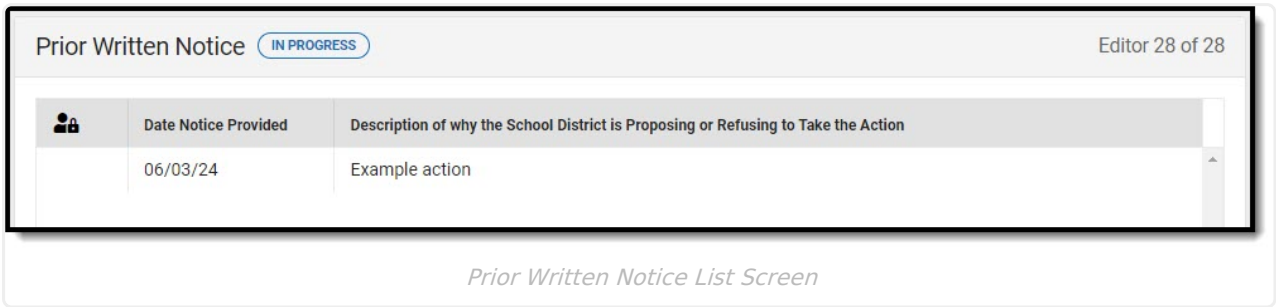 Prior Written Notice IN PROGRESS Editor 28 of 28
Date Notice Provided Description of why the School District is Proposing or Refusing to Take the Action
06/03/24 Example action
Prior Written Notice List Screen